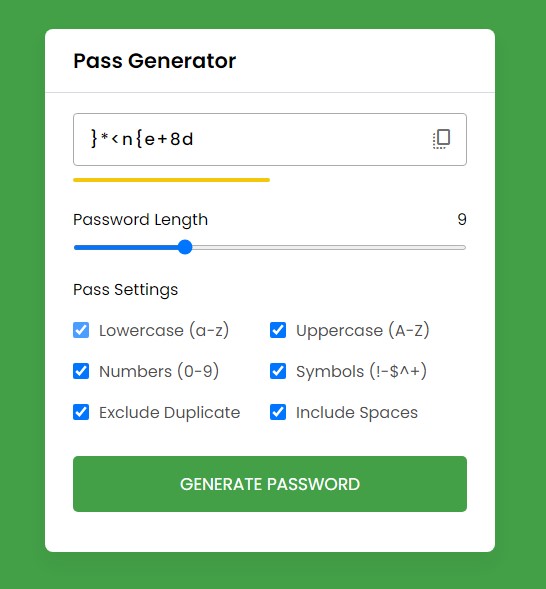 Pass Generator
}*<n{e+8d
Password Length 9
Pass Settings
Lowercase (a-z) Uppercase (A-Z)
Numbers (0-9) Symbols (!-$^+)
Exclude Duplicate Include Spaces
GENERATE PASSWORD